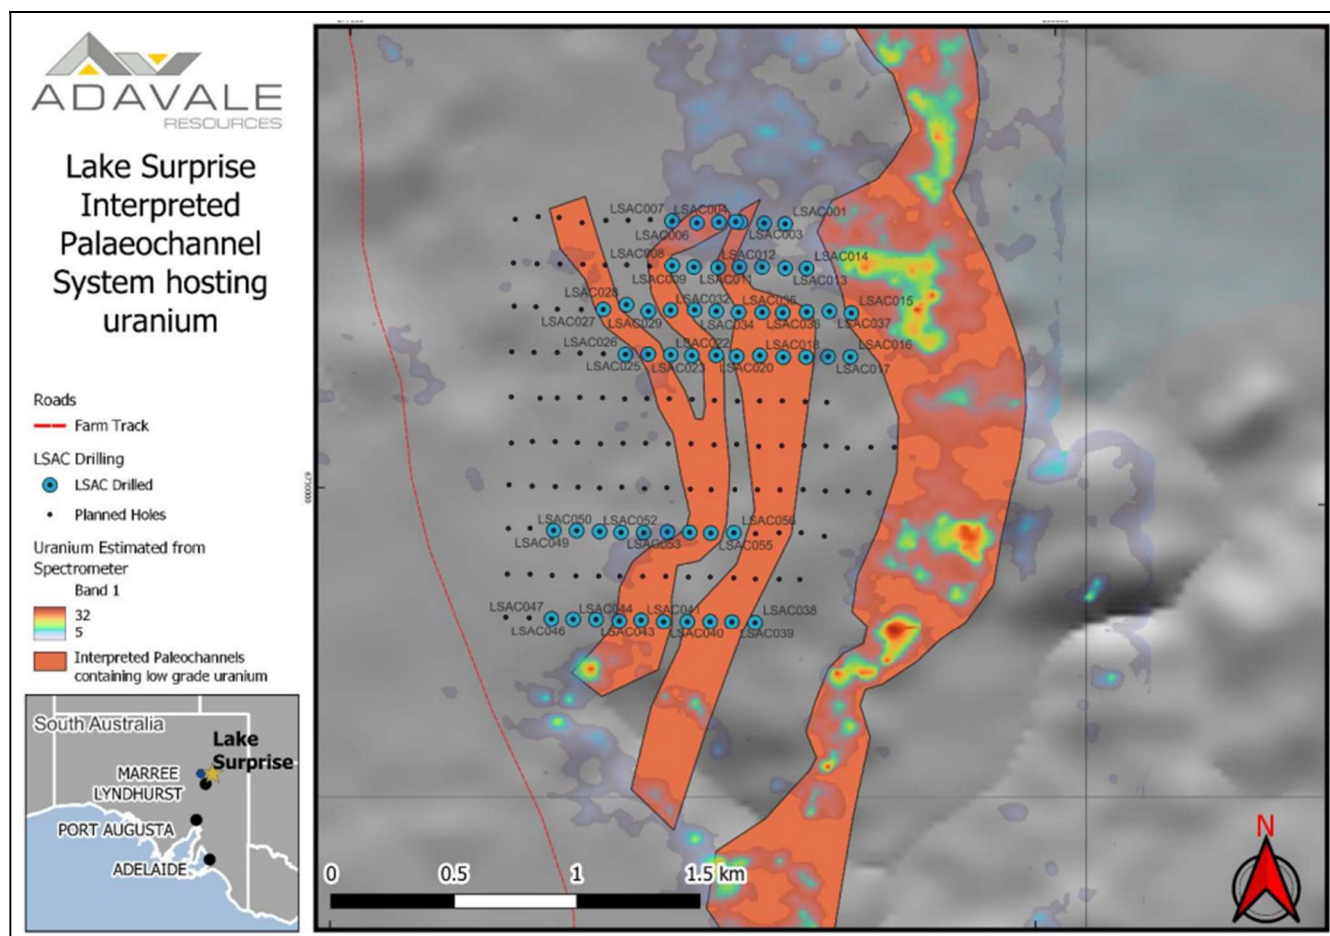 ADAVALE
RESOURCES
Lake Surprise
Interpreted
Palaeochannel
System hosting
uranium
Roads
Farm Track
LSAC Drilling
LSAC Drilled
Planned Holes
Uranium Estimated from
Spectrometer
Band 1
32
5
Interpreted Paleochannels
containing low grade uranium
South Australia
Lake
Surprise
MARREE
LYNDHURST
PORT AUGUSTA
ADELAIDE
LSAC007 LSAC004 LSAC001
LSAC006 LSAC003
LSAC008 LSAC012 LSAC014
LSAC009 LSAC011 LSAC013
LSAC028 LSAC032 LSAC035 LSAC015
LSAC027 LSAC029 LSAC034 LSAC036 LSAC037
LSAC026 LSAC022 LSAC018 LSAC016
LSAC025 LSAC023 LSAC020 LSAC017
LSAC050 LSAC052 LSAC056
LSAC049 LSAC053 LSAC055
LSAC047 LSAC044 LSAC041 LSAC038
LSAC046 LSAC043 LSAC040 LSAC039
0 0.5 1 1.5 km
N